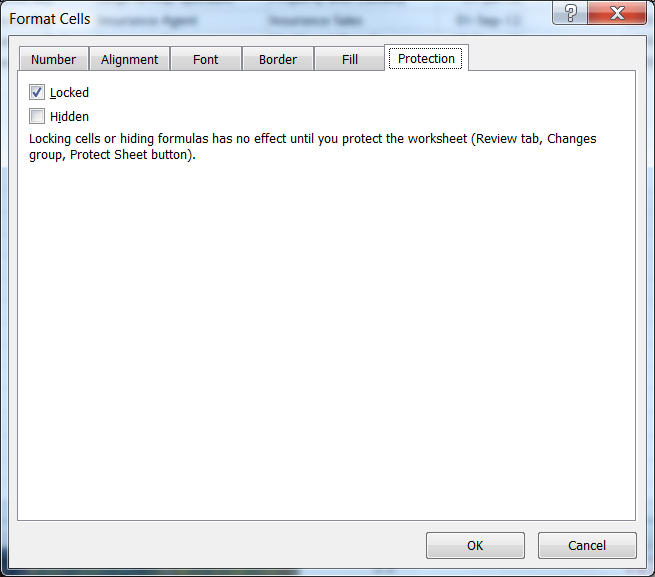 Insurance Agent Insurance Sales 01-Sep-12
Format Cells
Number Alignment Font Border Fill Protection
Locked
Hidden
Locking cells or hiding formulas has no effect until you protect the worksheet (Review tab, Changes
group, Protect Sheet button).
OK Cancel